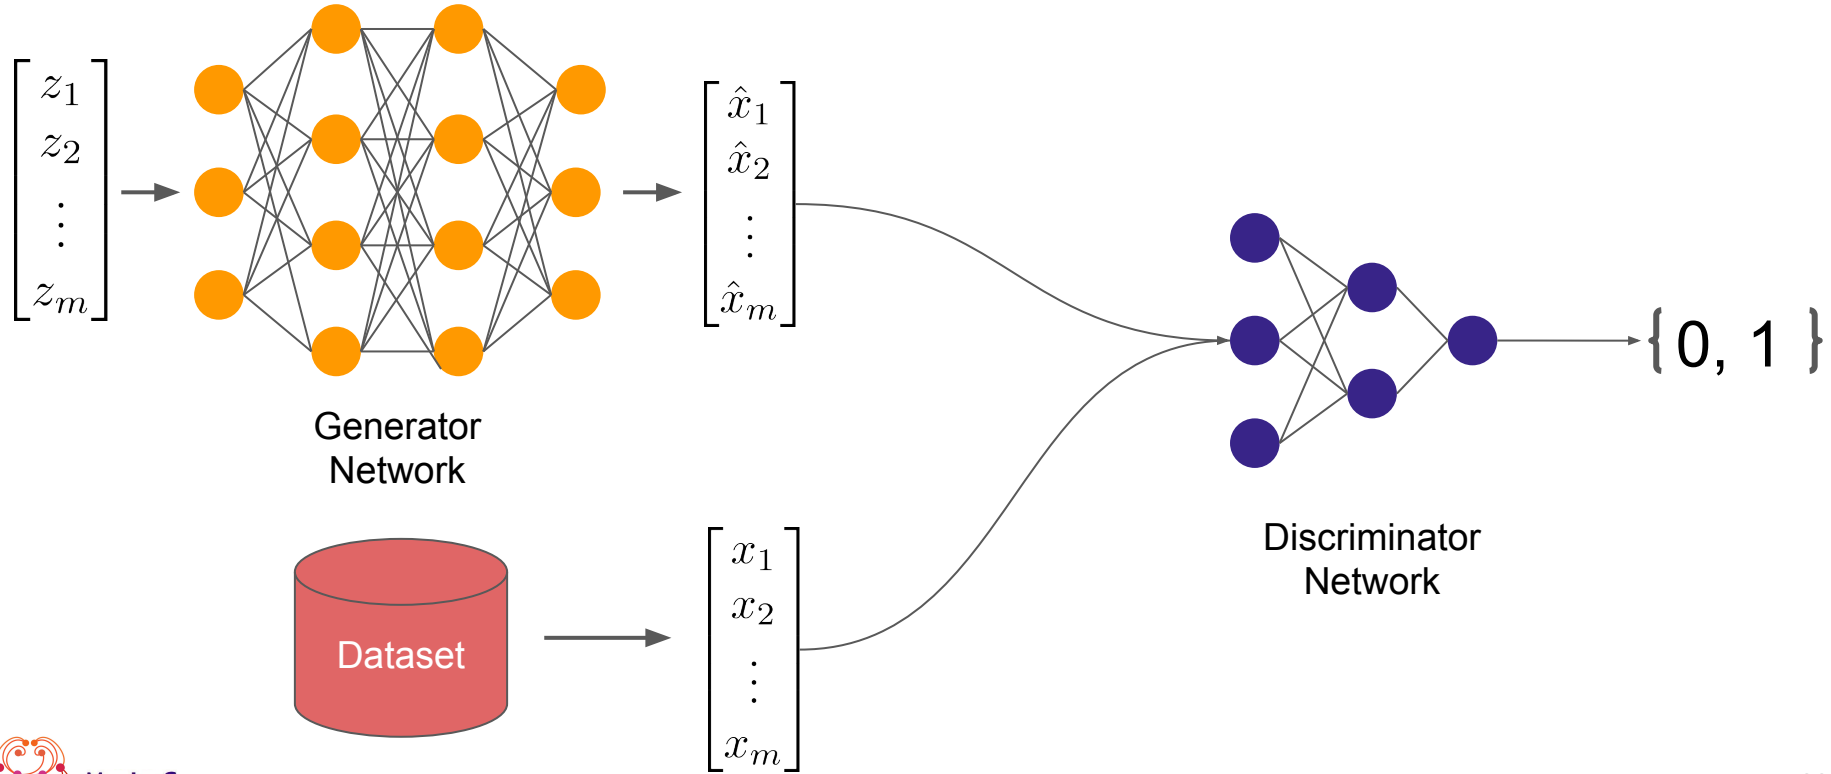 z₁
z₂
⋮
zₘ
x̂₁
x̂₂
⋮
x̂ₘ
Generator
Network
Dataset
x₁
x₂
⋮
xₘ
Discriminator
Network
{ 0, 1 }